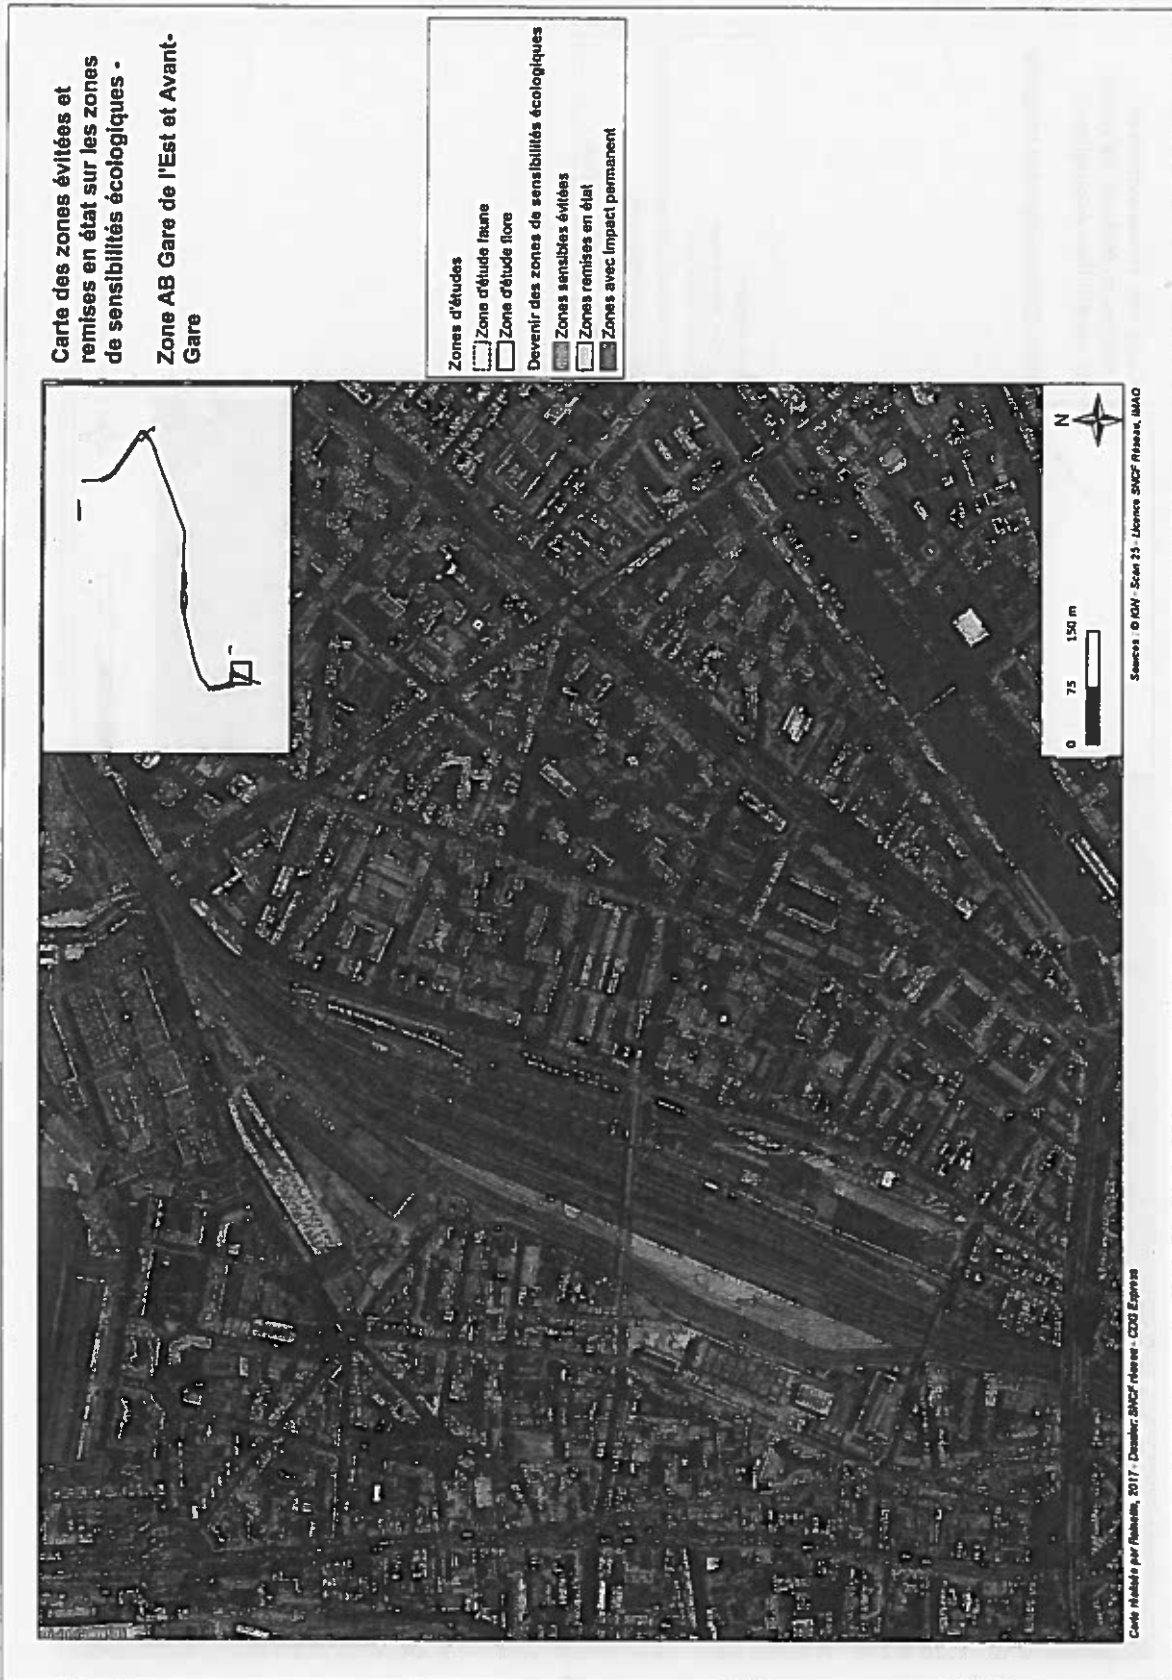 Carte des zones évitées et
remises en état sur les zones
de sensibilités écologiques -
Zone AB Gare de l'Est et Avant-
Gare
Zones d'études
Zone d'étude faune
Zone d'étude flore
Devenir des zones de sensibilités écologiques
Zones sensibles évitées
Zones remises en état
Zones avec Impact permanent
N
0 75 150 m
Carte réalisée par 2017 - Dossier: SNCF réseau - CDG Express
Sources : © IGN - Scan 25 - Licence SNCF Réseau, IMAO